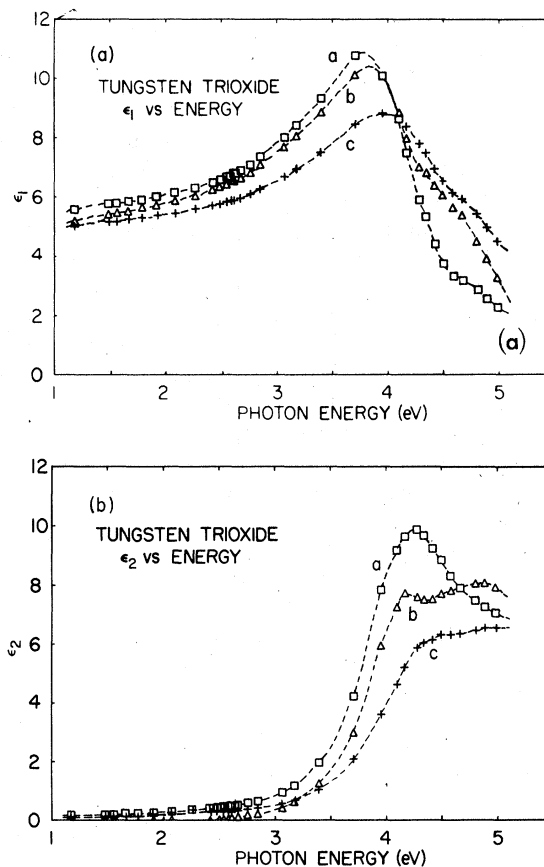 (a)
TUNGSTEN TRIOXIDE
ϵ₁ vs ENERGY
a
b
c
12
10
8
6
4
2
0
ϵ₁
(a)
1
2
3
4
5
PHOTON ENERGY (eV)
(b)
TUNGSTEN TRIOXIDE
ϵ₂ vs ENERGY
a
b
c
12
10
8
6
4
2
0
ϵ₂
1
2
3
4
5
PHOTON ENERGY (eV)